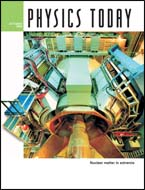 PHYSICS TODAY
Nuclear matter in extremis